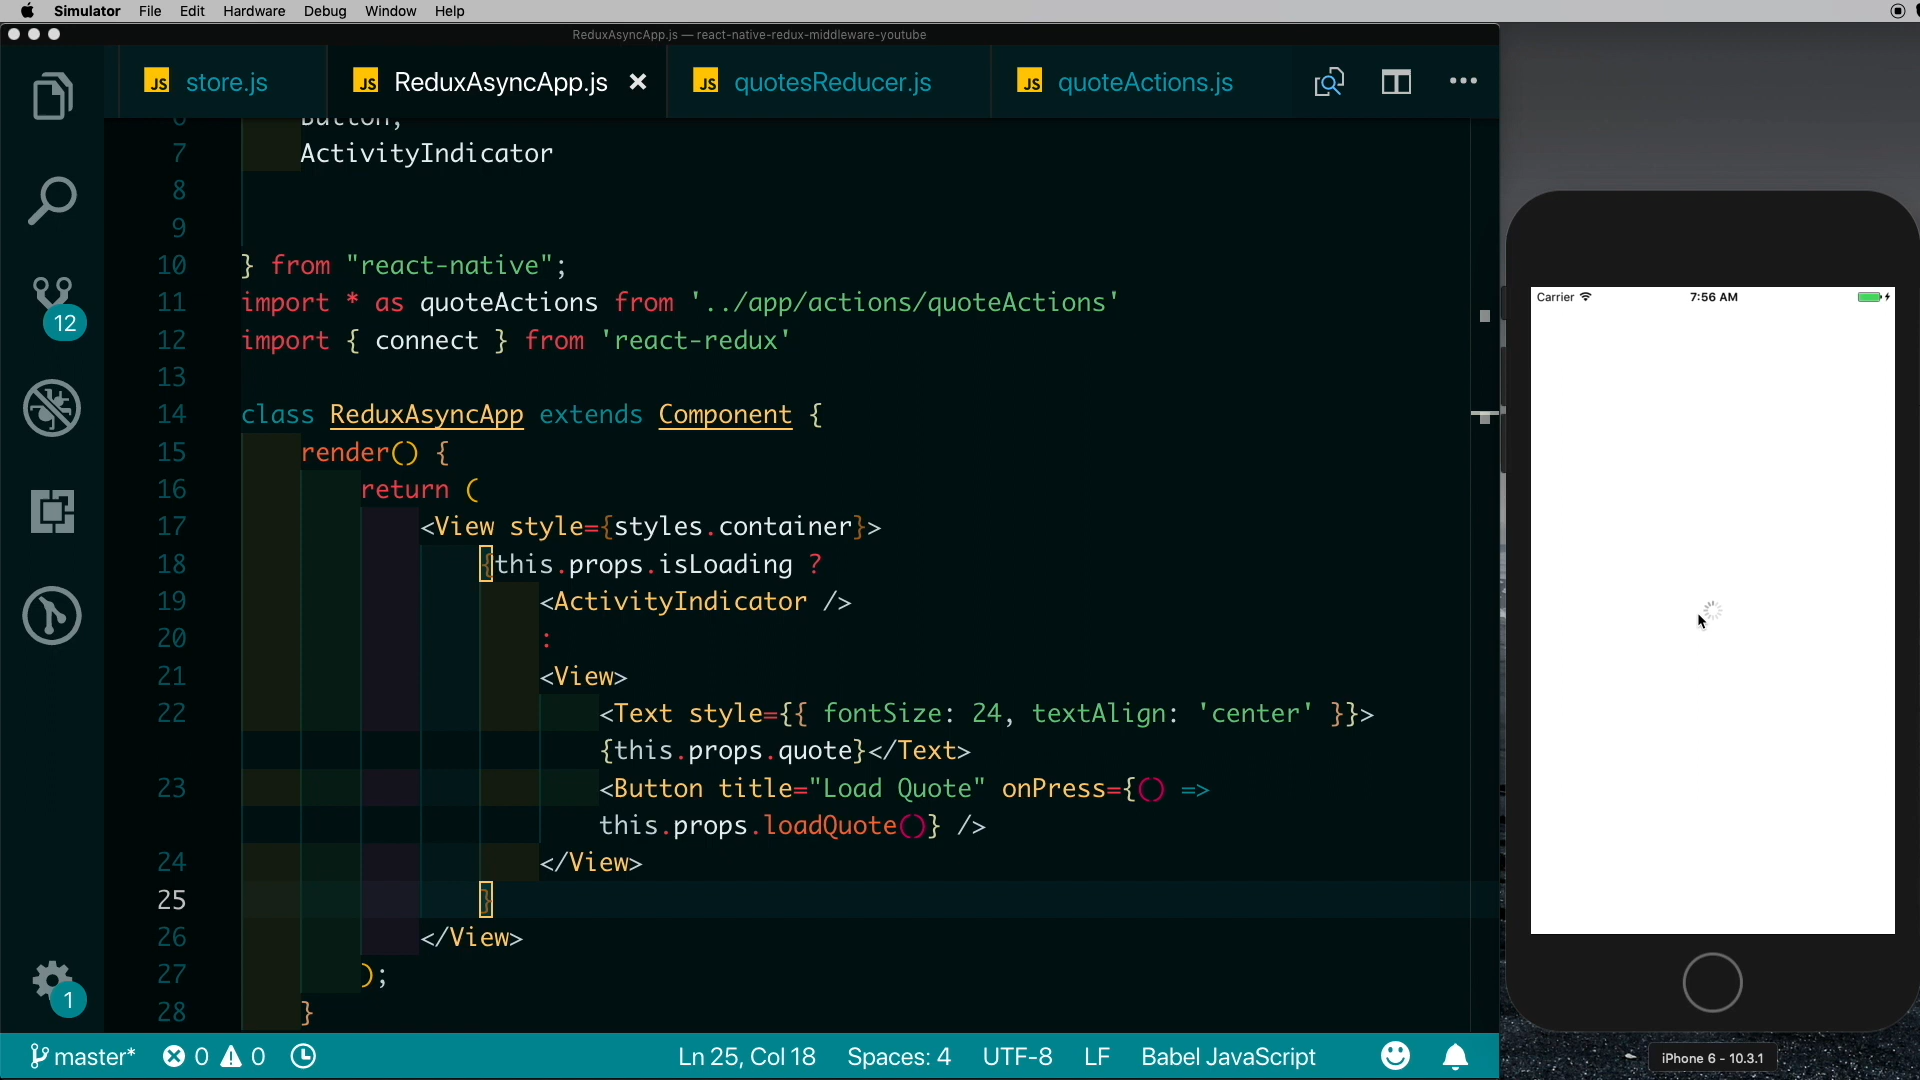 Simulator File Edit Hardware Debug Window Help
ReduxAsyncApp.js — react-native-redux-middleware-youtube
JS store.js JS ReduxAsyncApp.js JS quotesReducer.js JS quoteActions.js
6 Button,
7 ActivityIndicator
8
9
10 } from "react-native";
11 import * as quoteActions from '../app/actions/quoteActions'
12 import { connect } from 'react-redux'
13
14 class ReduxAsyncApp extends Component {
15 render() {
16 return (
17 <View style={styles.container}>
18 {this.props.isLoading ?
19 <ActivityIndicator />
20 :
21 <View>
22 <Text style={{ fontSize: 24, textAlign: 'center' }}>
{this.props.quote}</Text>
23 <Button title="Load Quote" onPress={() =>
this.props.loadQuote()} />
24 </View>
25 }
26 </View>
27 );
28 }
12
1
master* 0 0 Ln 25, Col 18 Spaces: 4 UTF-8 LF Babel JavaScript
Carrier 7:56 AM
iPhone 6 - 10.3.1